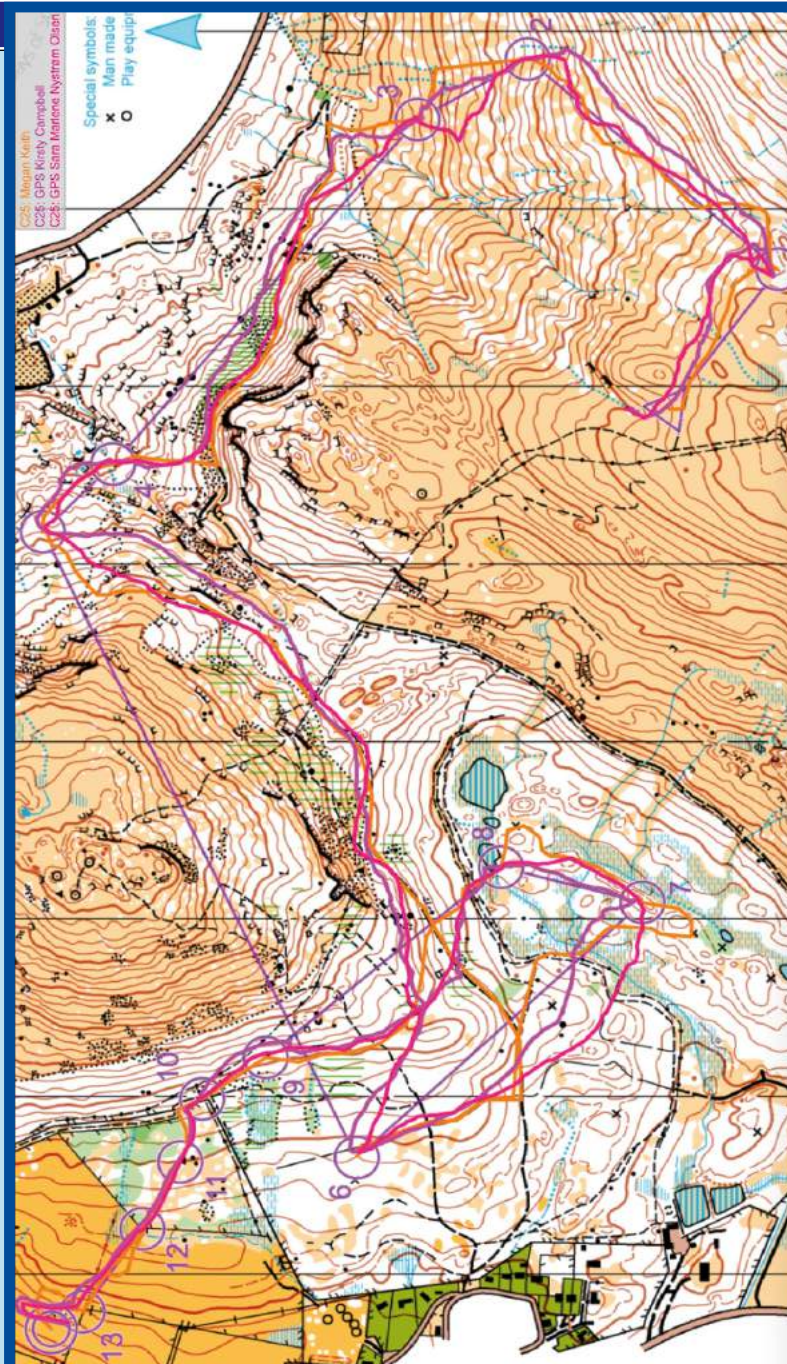 C25: Megan Keith
C25: GPS Kirsty Campbell
C25: GPS Sara Marlene Nystrøm Olsen
Special symbols:
Man made
Play equipm
2
3
4
6
7
8
9
10
11
12
13